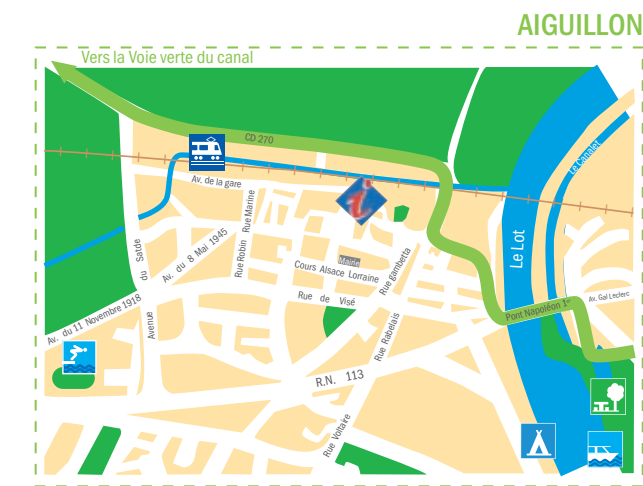 AIGUILLON
Vers la Voie verte du canal
CD 270
Le Canalet
Av. de la gare
Rue Marine
Rue Robin
Av. du 8 Mai 1945
Avenue du Satde
Mairie
Cours Alsace Lorraine
Rue gambetta
Rue de Visé
Le Lot
Av. Gal Leclerc
Pont Napoléon 1er
Av. du 11 Novembre 1918
Rue Rabelais
R.N. 113
Rue Voltaire
i